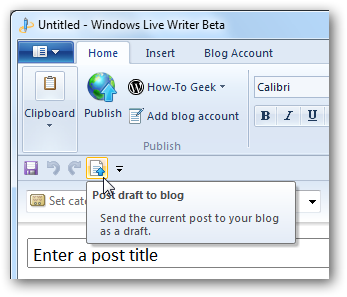 Untitled - Windows Live Writer Beta
Home Insert Blog Account
Clipboard
Publish
How-To Geek
Add blog account
Publish
Calibri
B I U
Post draft to blog
Send the current post to your blog
as a draft.
Set cate
Enter a post title